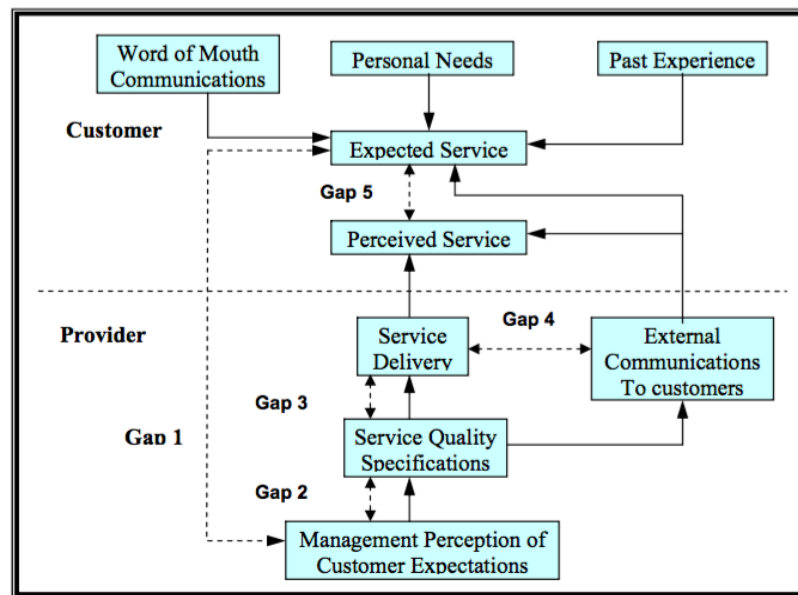 Word of Mouth
Communications
Personal Needs
Past Experience
Customer
Expected Service
Gap 5
Perceived Service
Provider
Service
Delivery
Gap 4
External
Communications
To customers
Gap 3
Gap 1
Service Quality
Specifications
Gap 2
Management Perception of
Customer Expectations